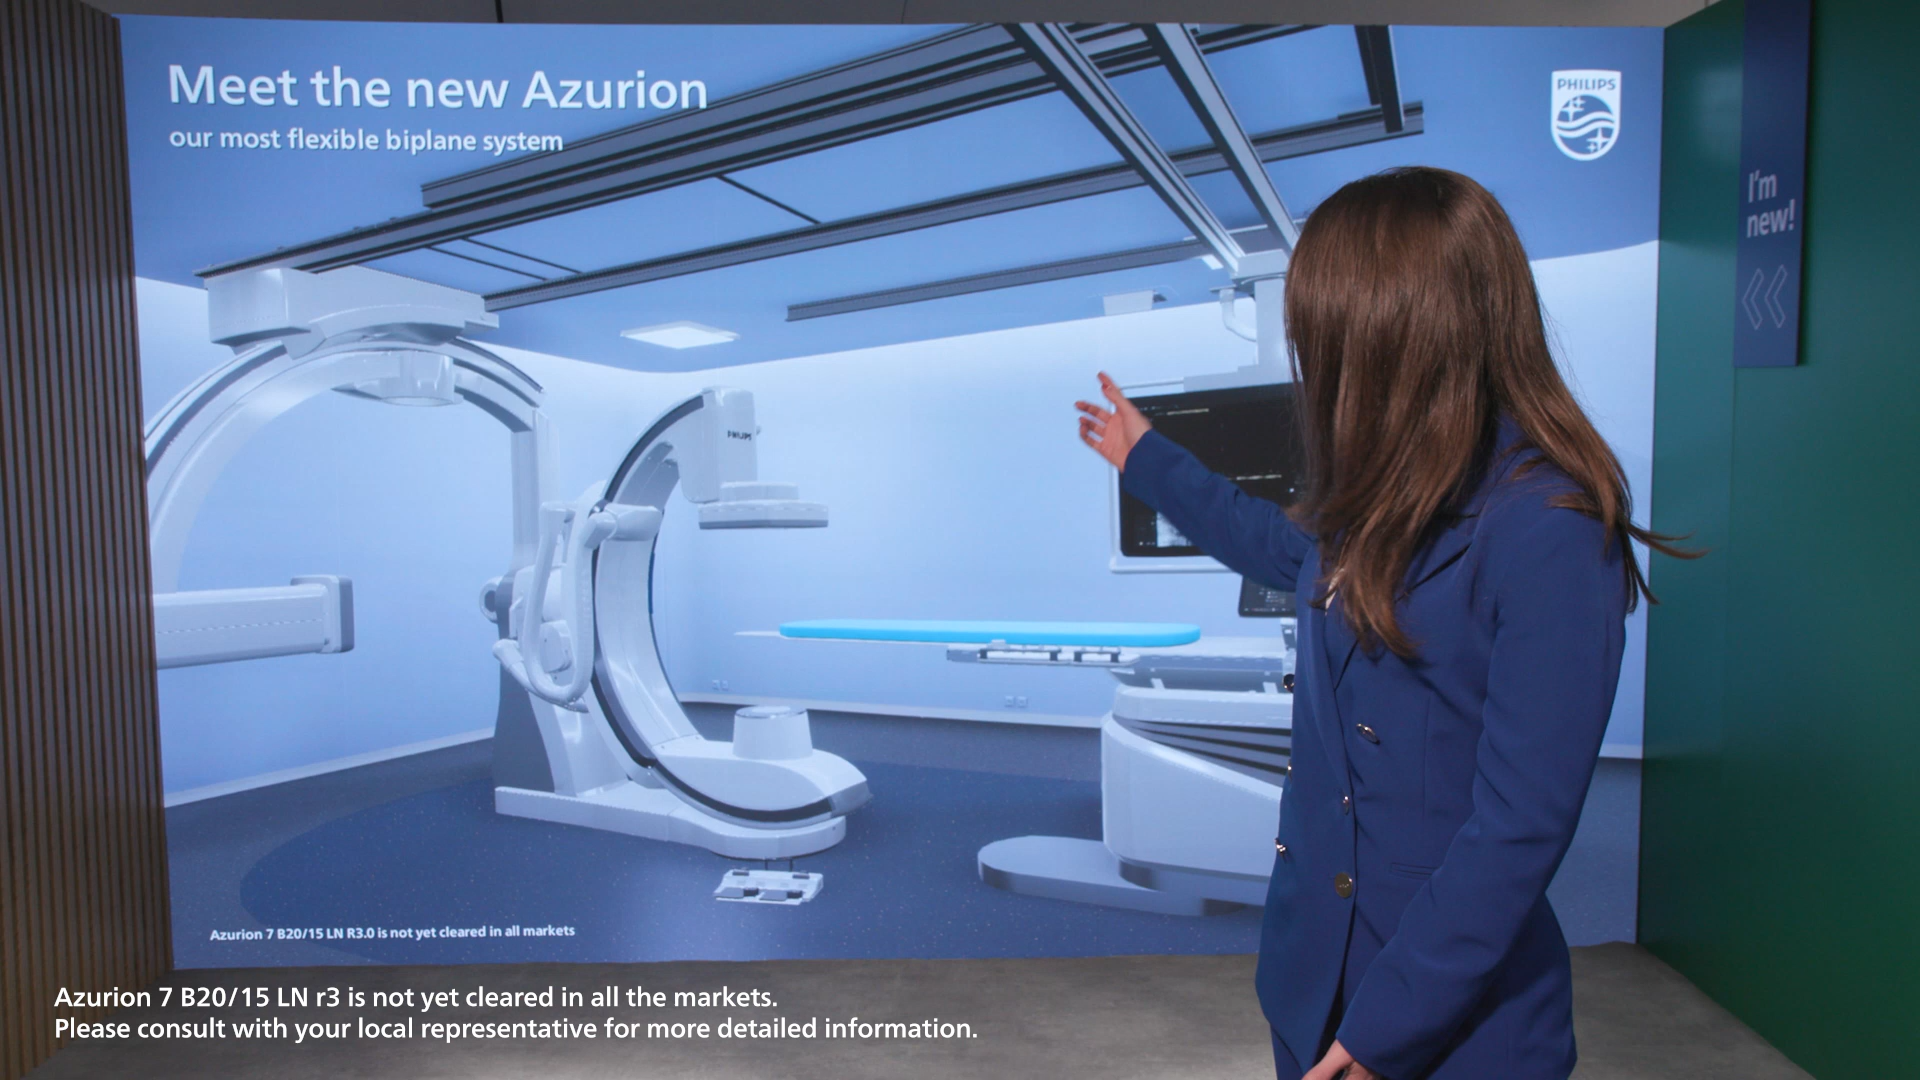 Meet the new Azurion
our most flexible biplane system
PHILIPS
I'm
new!
PHILIPS
Azurion 7 B20/15 LN R3.0 is not yet cleared in all markets
Azurion 7 B20/15 LN r3 is not yet cleared in all the markets.
Please consult with your local representative for more detailed information.